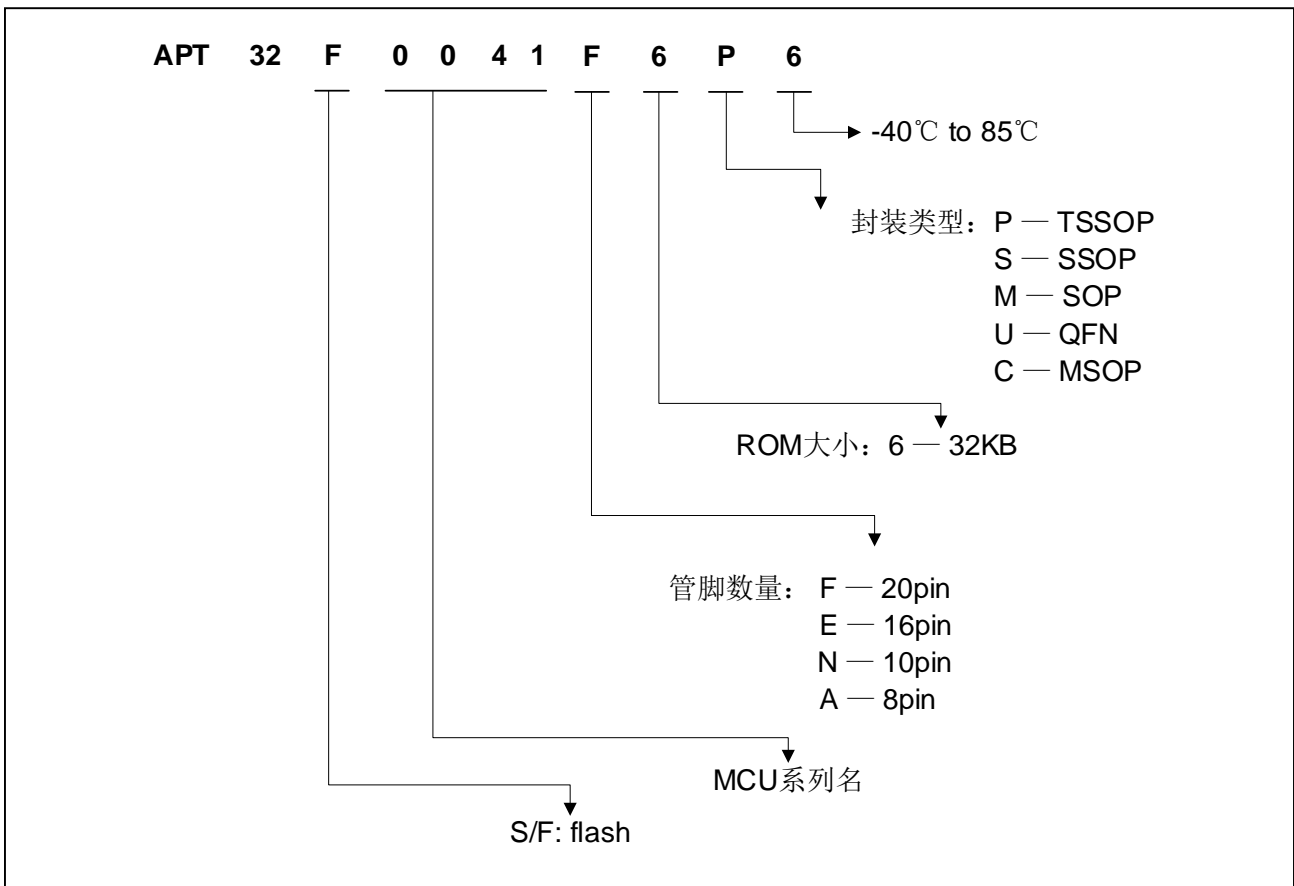 APT 32 F 0 0 4 1 F 6 P 6
-40℃ to 85℃
封装类型：P — TSSOP
S — SSOP
M — SOP
U — QFN
C — MSOP
ROM大小：6 — 32KB
管脚数量：F — 20pin
E — 16pin
N — 10pin
A — 8pin
MCU系列名
S/F: flash